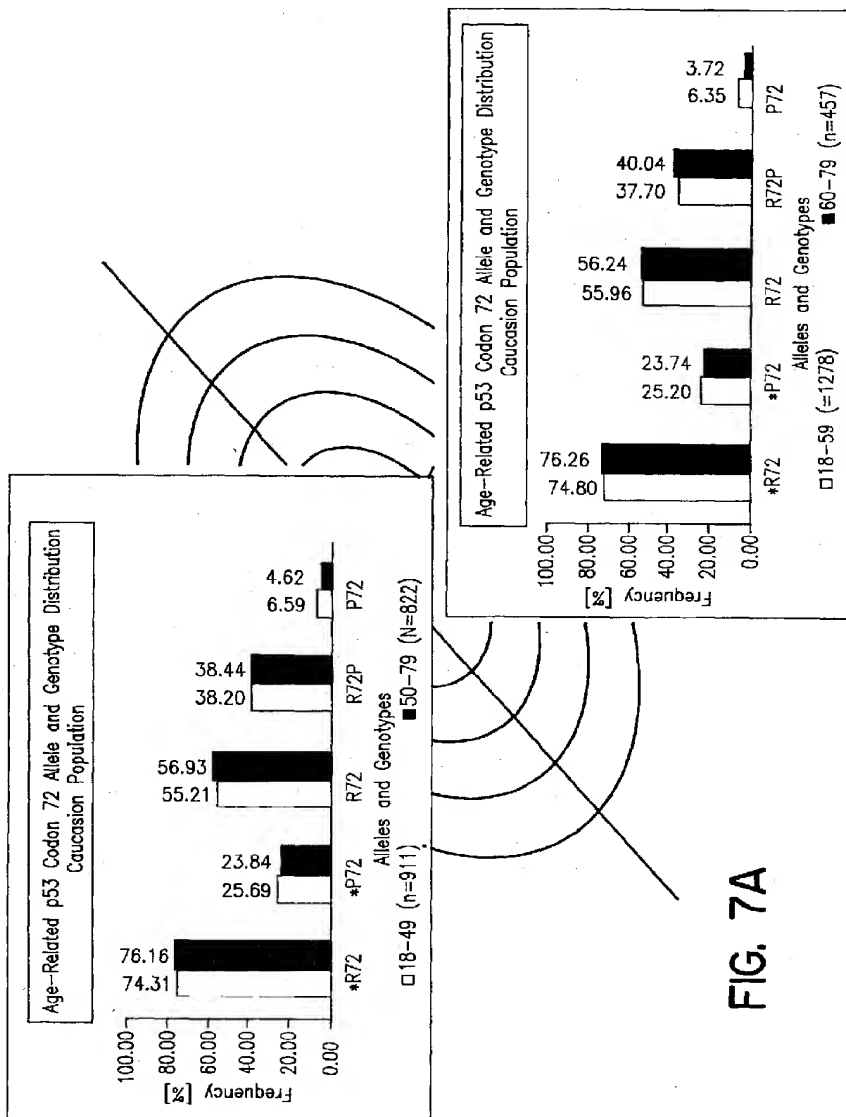 Age-Related p53 Codon 72 Allele and Genotype Distribution
Caucasion Population
Frequency [%]
100.00
80.00
60.00
40.00
20.00
0.00
74.31 76.16
25.69 23.84
55.21 56.93
38.20 38.44
6.59 4.62
*R72 *P72 R72 R72P P72
Alleles and Genotypes
□18-49 (n=911) ■50-79 (N=822)
Age-Related p53 Codon 72 Allele and Genotype Distribution
Caucasion Population
Frequency [%]
100.00
80.00
60.00
40.00
20.00
0.00
74.80 76.26
25.20 23.74
55.96 56.24
37.70 40.04
6.35 3.72
*R72 *P72 R72 R72P P72
Alleles and Genotypes
□18-59 (=1278) ■60-79 (n=457)
FIG. 7A